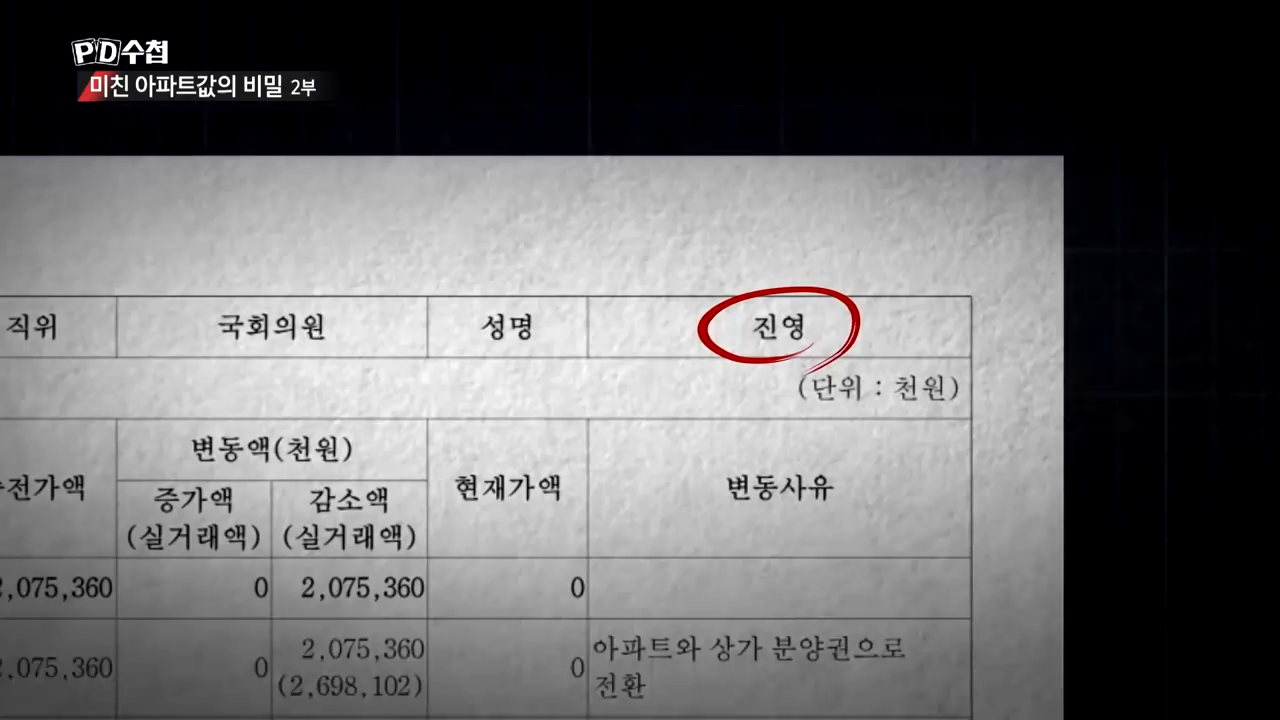 PD수첩
미친 아파트값의 비밀 2부
직위 국회의원 성명 진영
(단위 : 천원)
변동액(천원)
전가액 증가액 감소액 현재가액 변동사유
(실거래액) (실거래액)
2,075,360 0 2,075,360 0
2,075,360 0 2,075,360 0 아파트와 상가 분양권으로
(2,698,102) 전환